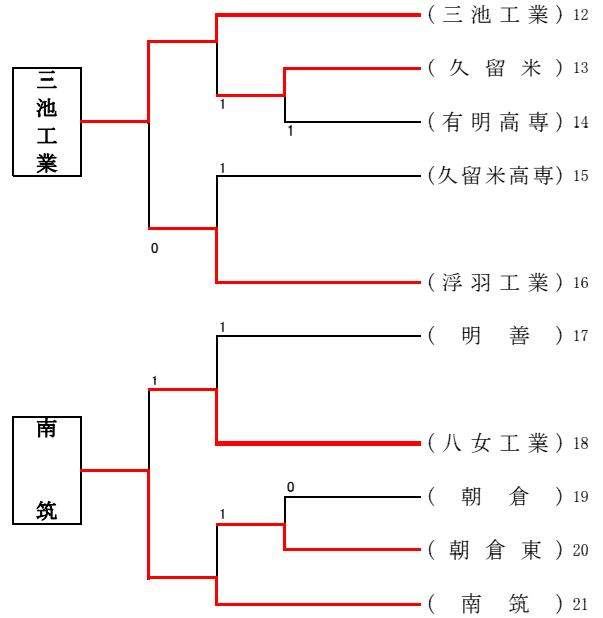 (三池工業) 12
(久留米) 13
1
(有明高専) 14
1
三池工業
1
(久留米高専) 15
0
(浮羽工業) 16
1
(明善) 17
1
南筑
(八女工業) 18
0
(朝倉) 19
1
(朝倉東) 20
(南筑) 21